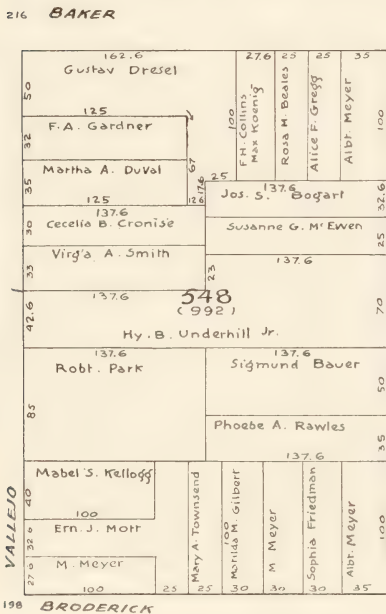 216 BAKER
162.6
Gustav Dresel
50
125
F.A. Gardner
32
Martha A. DuVal
35
125
67
12.6
17.6
25
100
F H. Collins
Max Koenig
27.6
Rosa M. Beales
25
Alice F. Gregg
25
Albt. Meyer
35
100
137.6
Cecelia B. Cronise
30
Virg'a A. Smith
33
23
137.6
Jos. S. Bogart
32.6
Susanne G. McEwen
25
137.6
70
137.6
42.6
548
(992)
Hy. B. Underhill Jr.
137.6
Robt. Park
85
137.6
Sigmund Bauer
50
Phoebe A. Rawles
35
137.6
Mabel S. Kellogg
40
100
Ern. J. Mott
32.6
M. Meyer
27.6
100
25
Mary A. Townsend
25
100
Matilda M. Gilbert
30
M Meyer
30
Sophia Friedman
30
Albt. Meyer
35
100
VALLEJO
198 BRODERICK